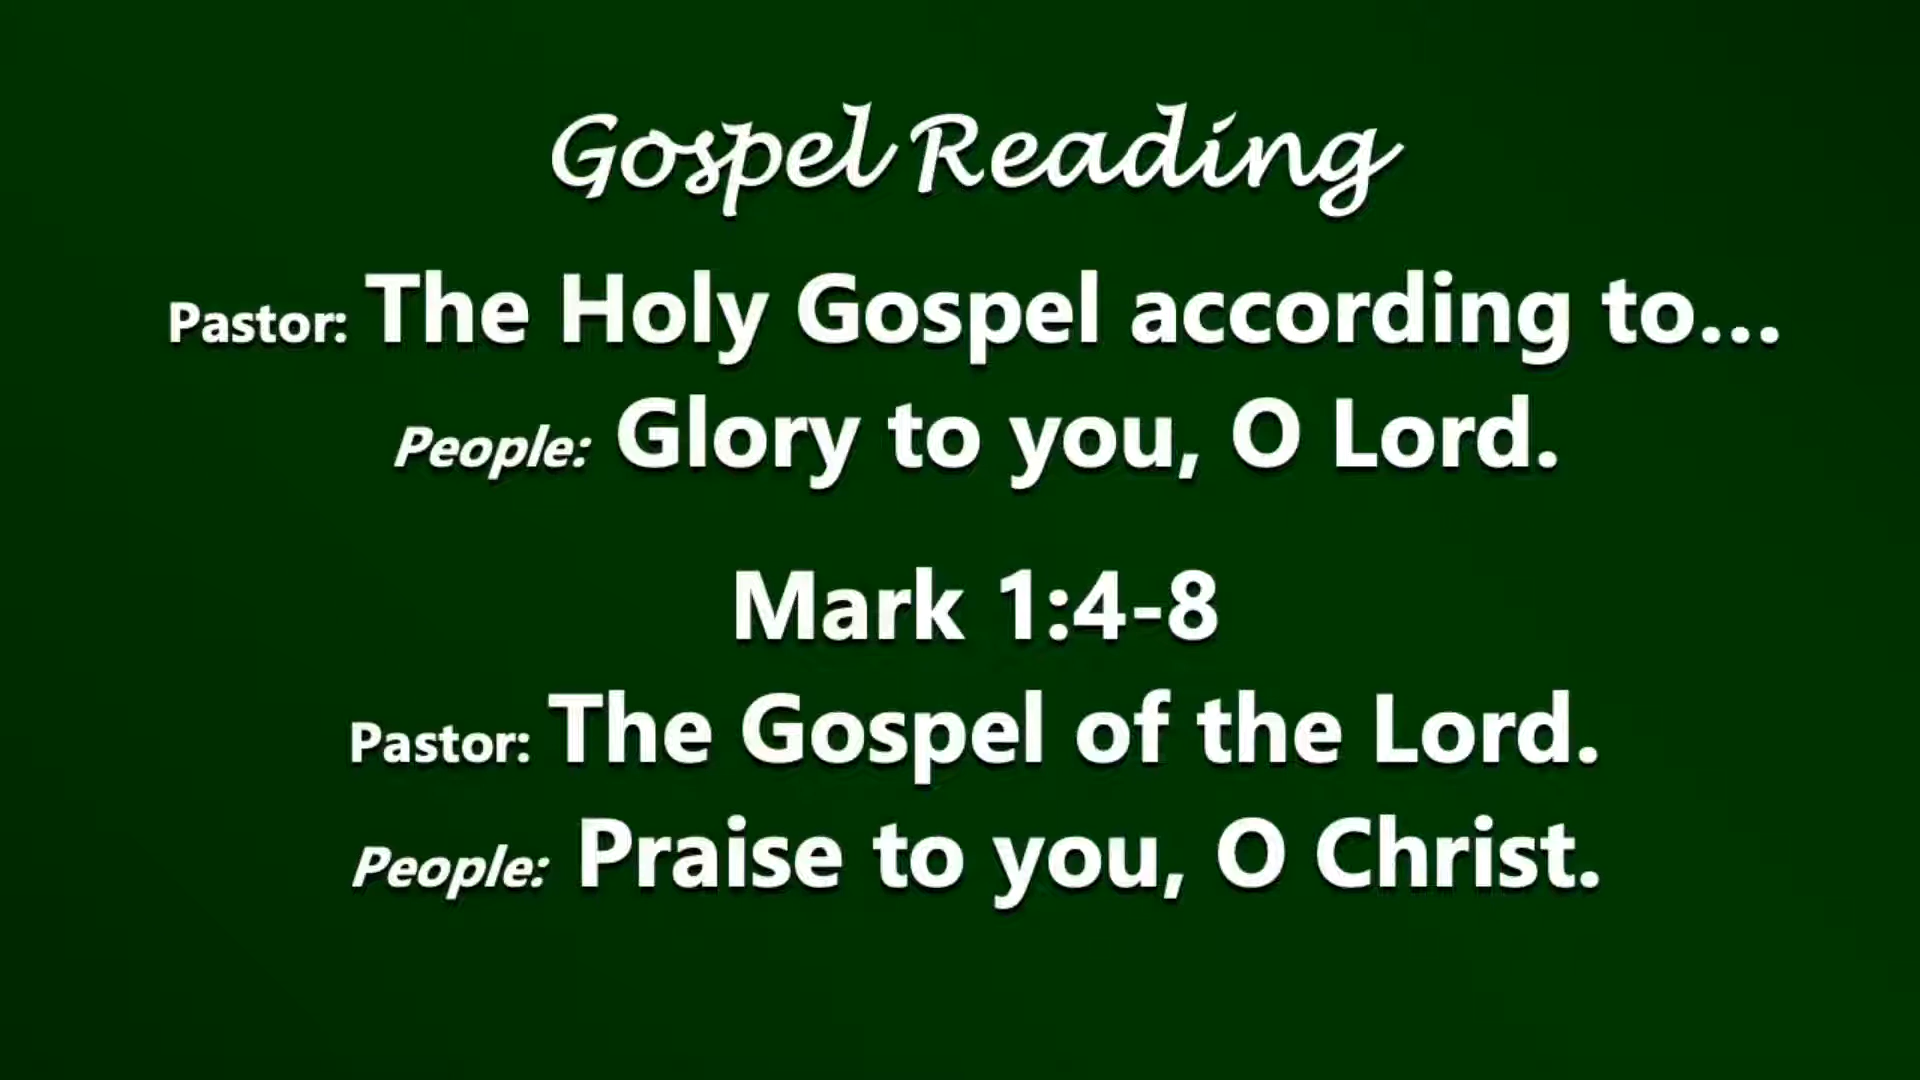 Gospel Reading
Pastor: The Holy Gospel according to...
People: Glory to you, O Lord.
Mark 1:4-8
Pastor: The Gospel of the Lord.
People: Praise to you, O Christ.